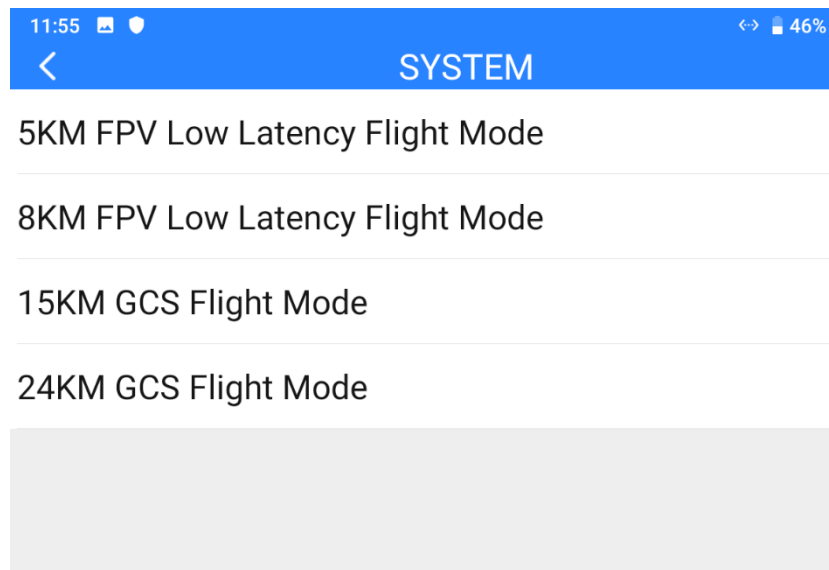 11:55 46%
SYSTEM
5KM FPV Low Latency Flight Mode
8KM FPV Low Latency Flight Mode
15KM GCS Flight Mode
24KM GCS Flight Mode